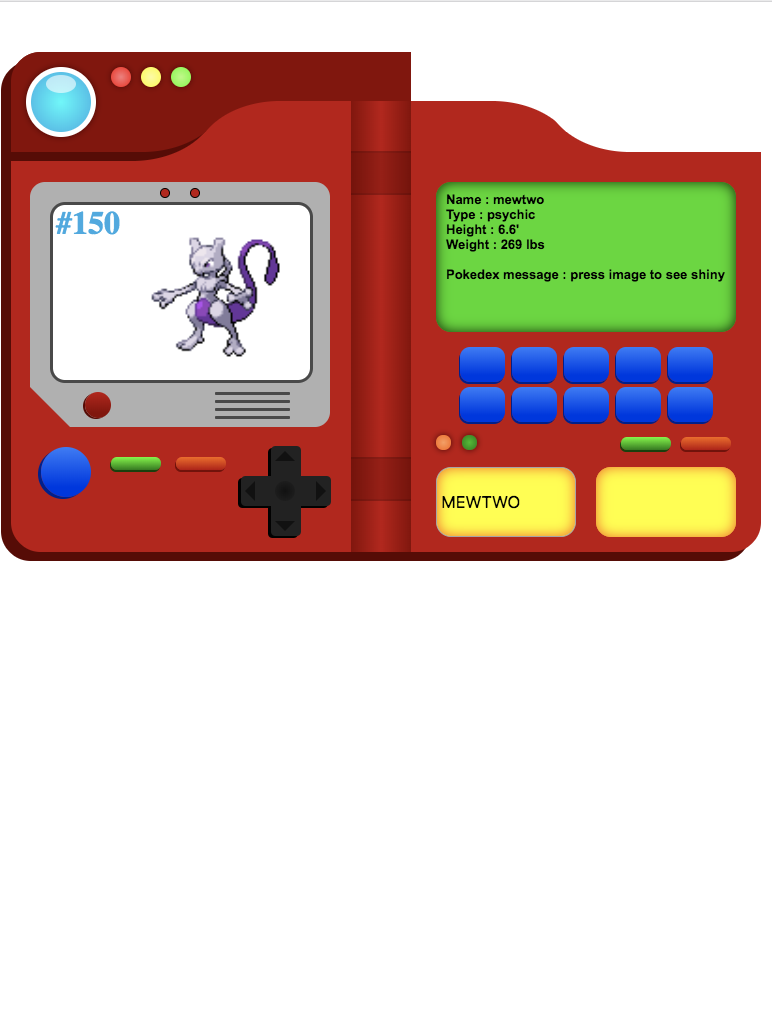 #150
Name : mewtwo
Type : psychic
Height : 6.6'
Weight : 269 lbs
Pokedex message : press image to see shiny
MEWTWO